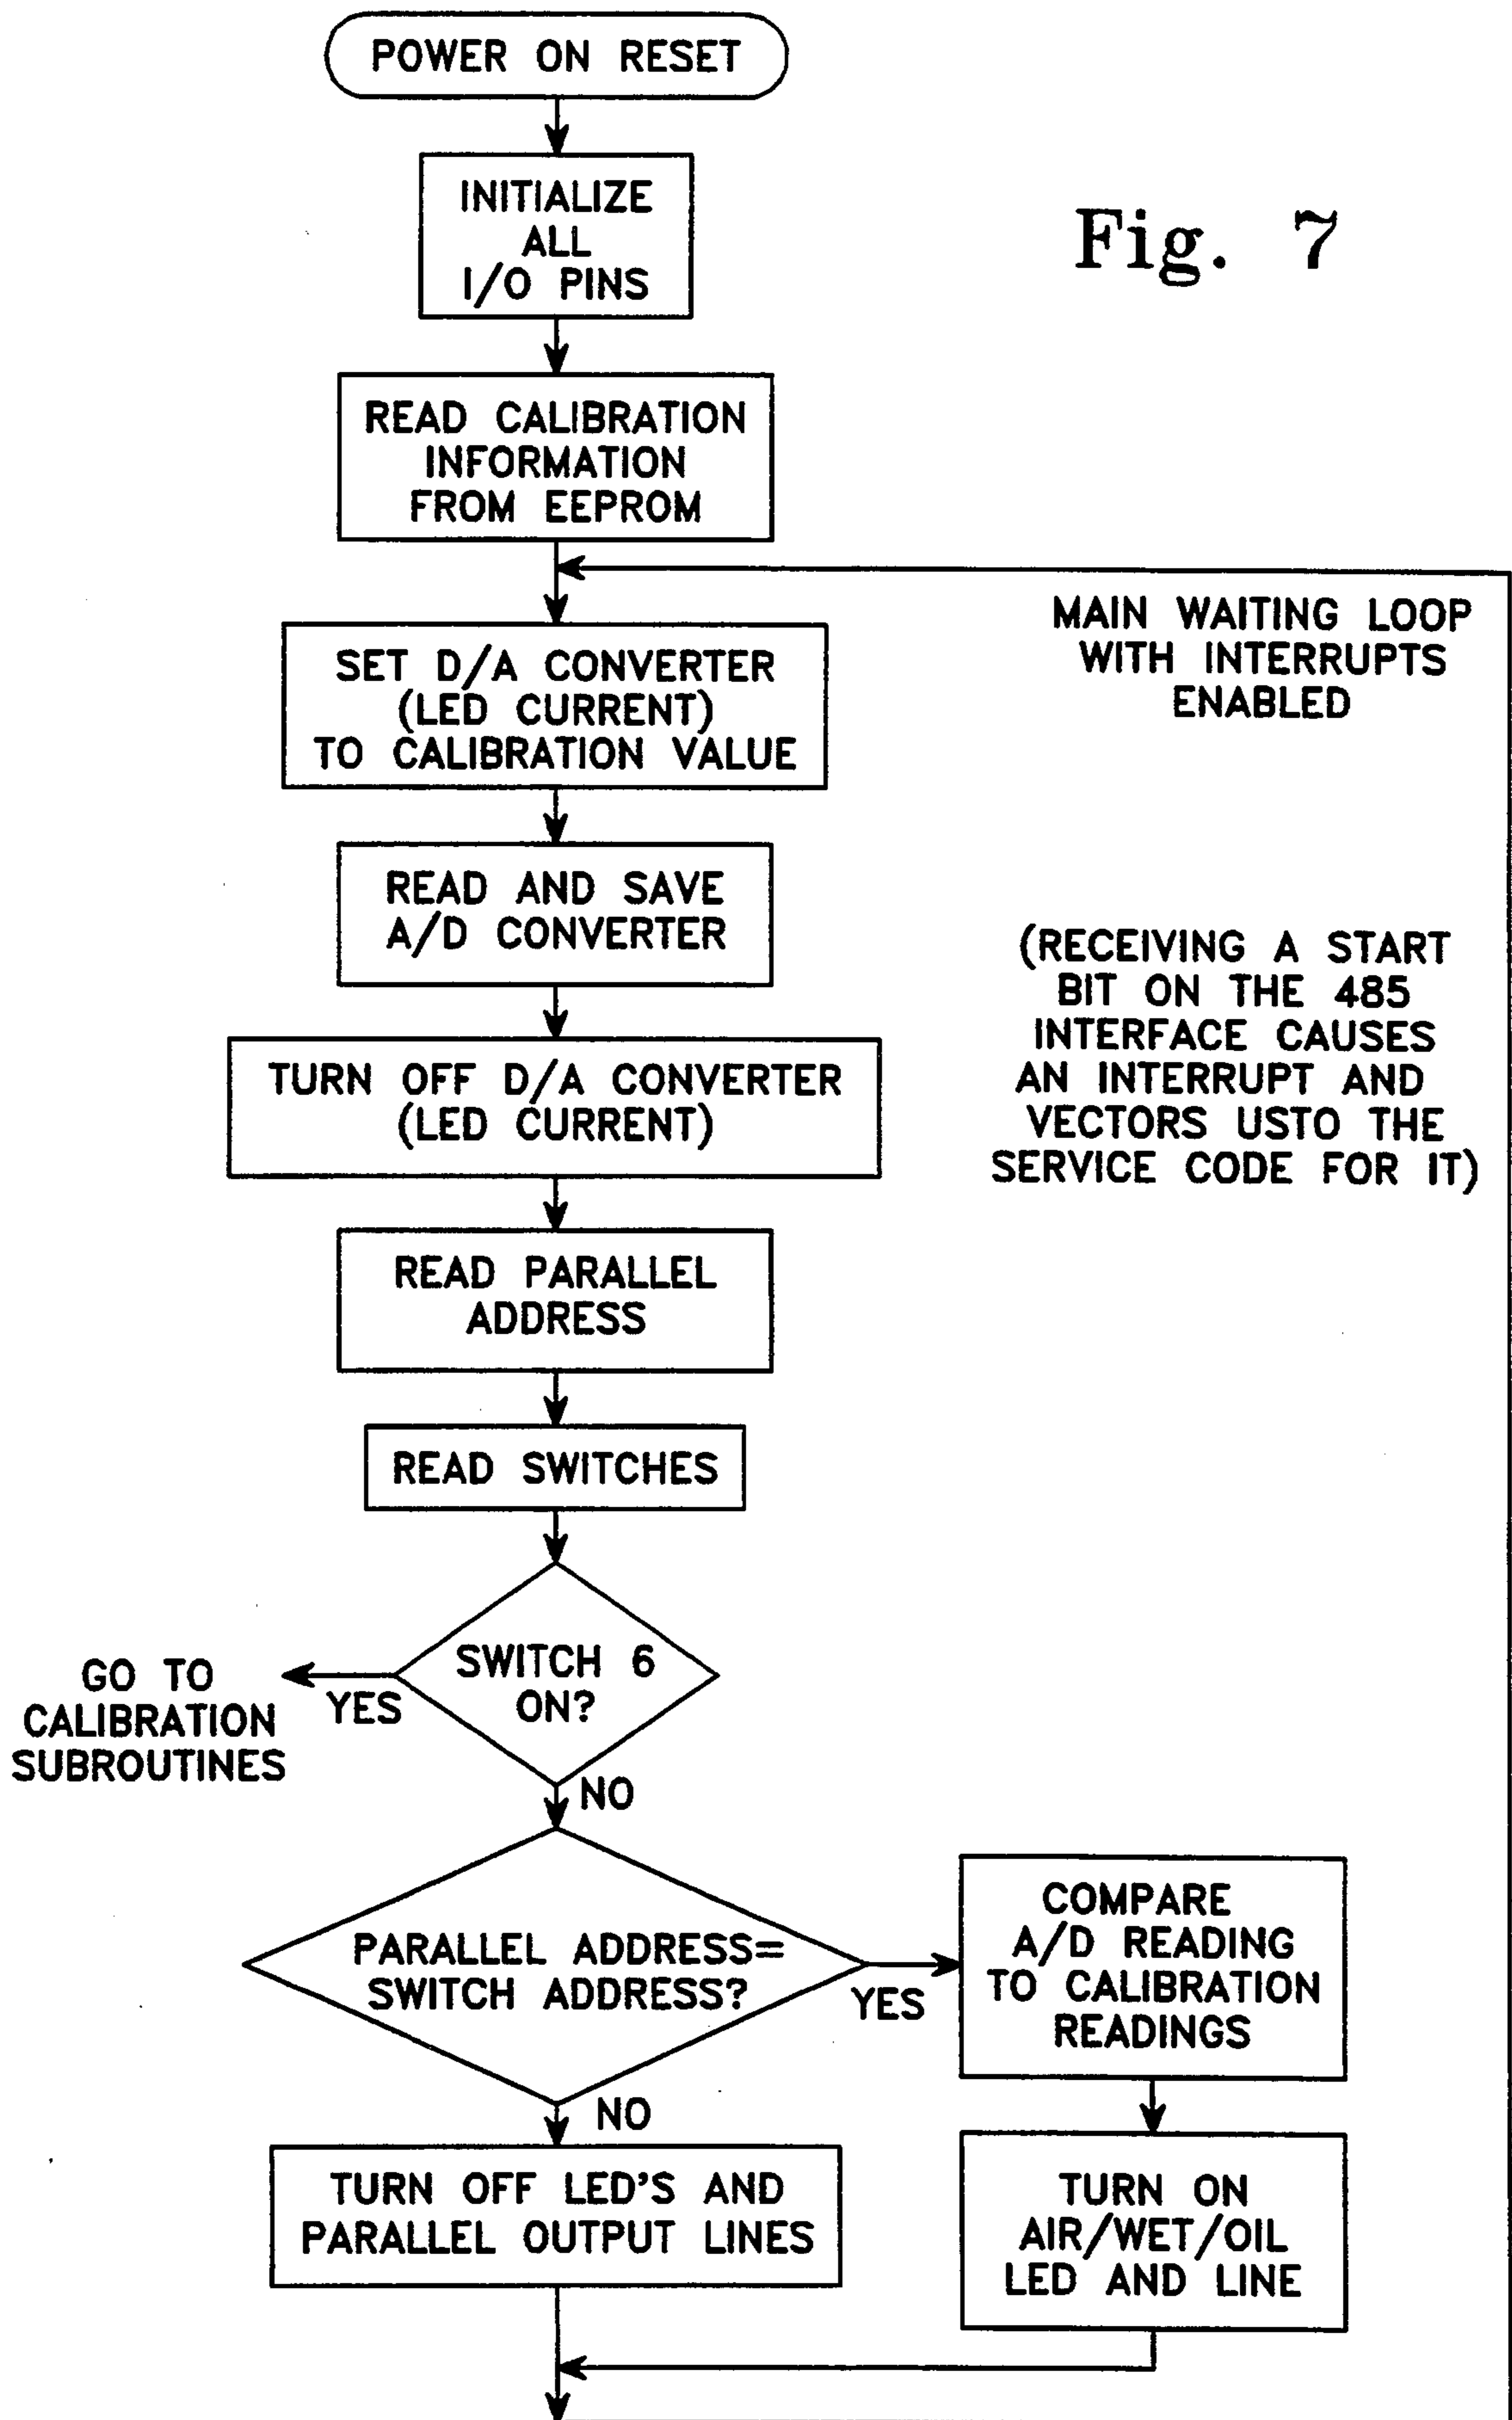 POWER ON RESET
Fig. 7
INITIALIZE
ALL
I/O PINS
READ CALIBRATION
INFORMATION
FROM EEPROM
MAIN WAITING LOOP
WITH INTERRUPTS
ENABLED
SET D/A CONVERTER
(LED CURRENT)
TO CALIBRATION VALUE
READ AND SAVE
A/D CONVERTER
(RECEIVING A START
BIT ON THE 485
INTERFACE CAUSES
AN INTERRUPT AND
VECTORS USTO THE
SERVICE CODE FOR IT)
TURN OFF D/A CONVERTER
(LED CURRENT)
READ PARALLEL
ADDRESS
READ SWITCHES
SWITCH 6
ON?
YES
GO TO
CALIBRATION
SUBROUTINES
NO
PARALLEL ADDRESS=
SWITCH ADDRESS?
YES
COMPARE
A/D READING
TO CALIBRATION
READINGS
NO
TURN OFF LED'S AND
PARALLEL OUTPUT LINES
TURN ON
AIR/WET/OIL
LED AND LINE